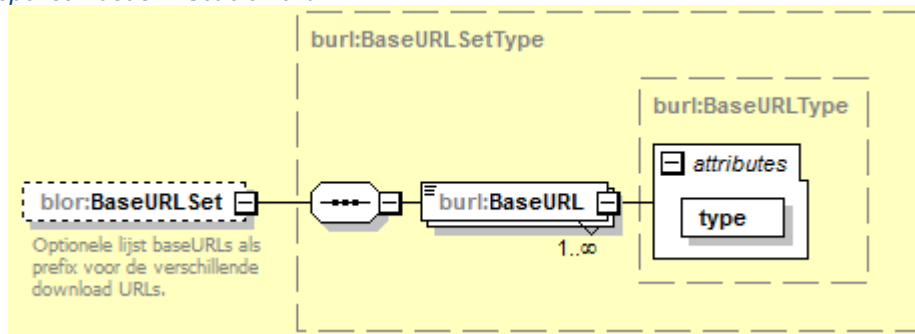 burl:BaseURLSetType
burl:BaseURLType
attributes
blor:BaseURLSet
burl:BaseURL
type
1..∞
Optionele lijst baseURLs als
prefix voor de verschillende
download URLs.